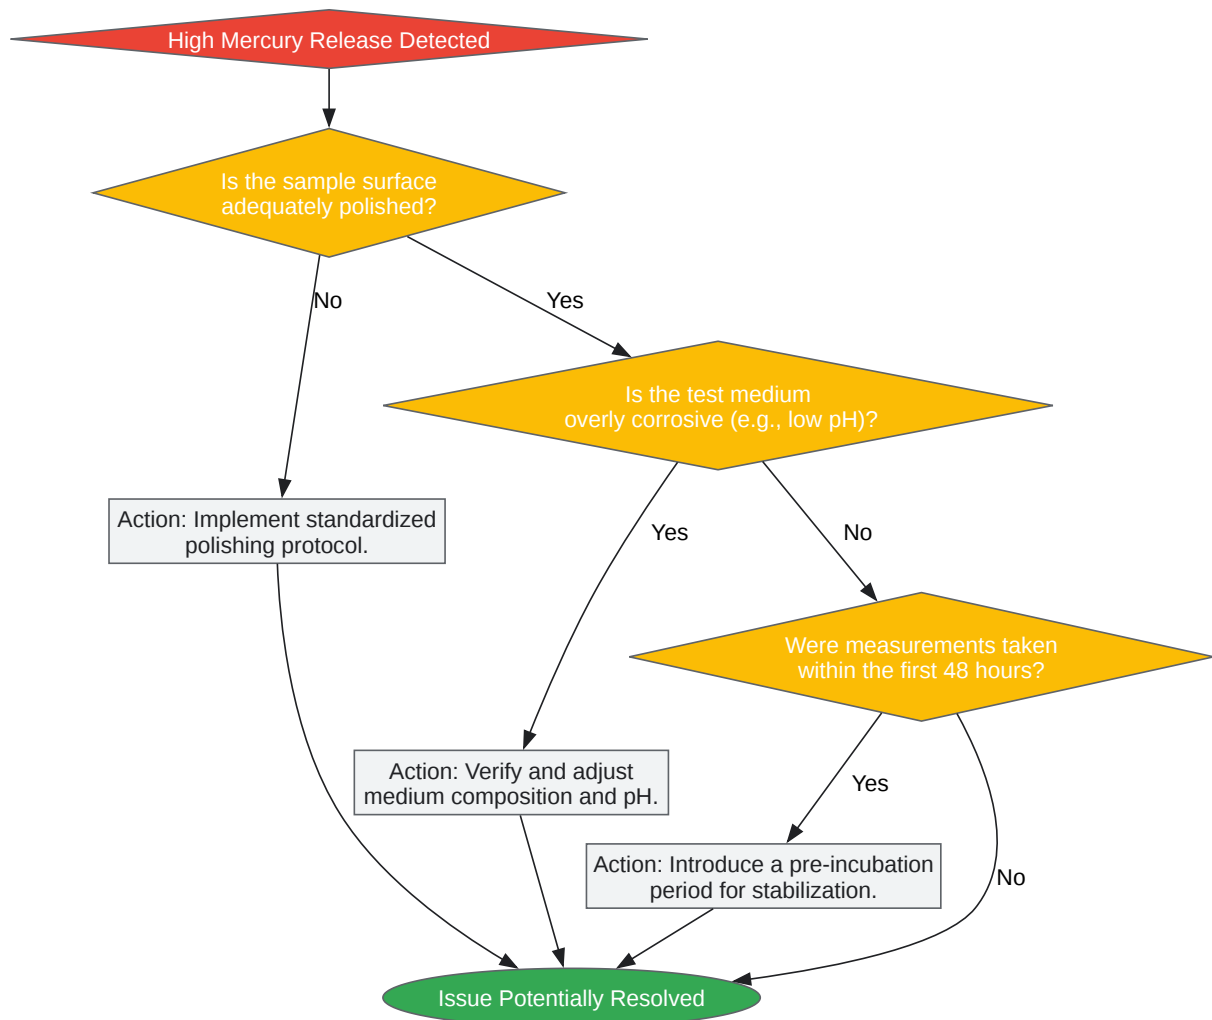 High Mercury Release Detected
Is the sample surface
adequately polished?
No
Yes
Is the test medium
overly corrosive (e.g., low pH)?
Action: Implement standardized
polishing protocol.
Yes
No
Were measurements taken
within the first 48 hours?
Action: Verify and adjust
medium composition and pH.
Yes
Action: Introduce a pre-incubation
period for stabilization.
No
Issue Potentially Resolved